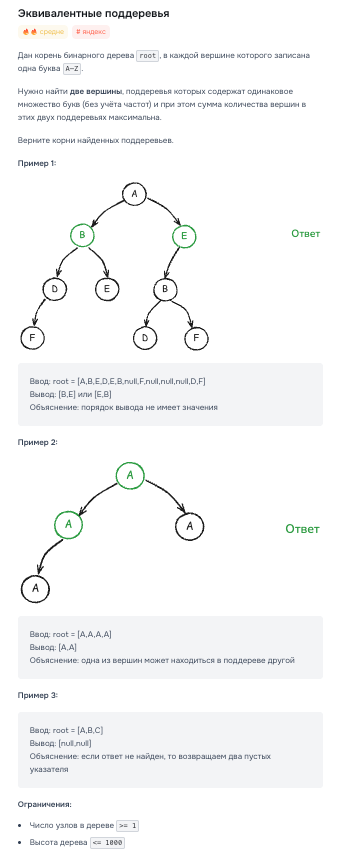 Эквивалентные поддеревья
🔥🔥 средне # яндекс
Дан корень бинарного дерева root, в каждой вершине которого записана
одна буква A-Z.
Нужно найти две вершины, поддеревья которых содержат одинаковое
множество букв (без учёта частот) и при этом сумма количества вершин в
этих двух поддеревьях максимальна.
Верните корни найденных поддеревьев.
Пример 1:
A
B E Ответ
D E B
F D F
Ввод: root = [A,B,E,D,E,B,null,F,null,null,null,D,F]
Вывод: [B,E] или [E,B]
Объяснение: порядок вывода не имеет значения
Пример 2:
A
A A Ответ
A
Ввод: root = [A,A,A,A]
Вывод: [A,A]
Объяснение: одна из вершин может находиться в поддереве другой
Пример 3:
Ввод: root = [A,B,C]
Вывод: [null,null]
Объяснение: если ответ не найден, то возвращаем два пустых
указателя
Ограничения:
• Число узлов в дереве >= 1
• Высота дерева <= 1000